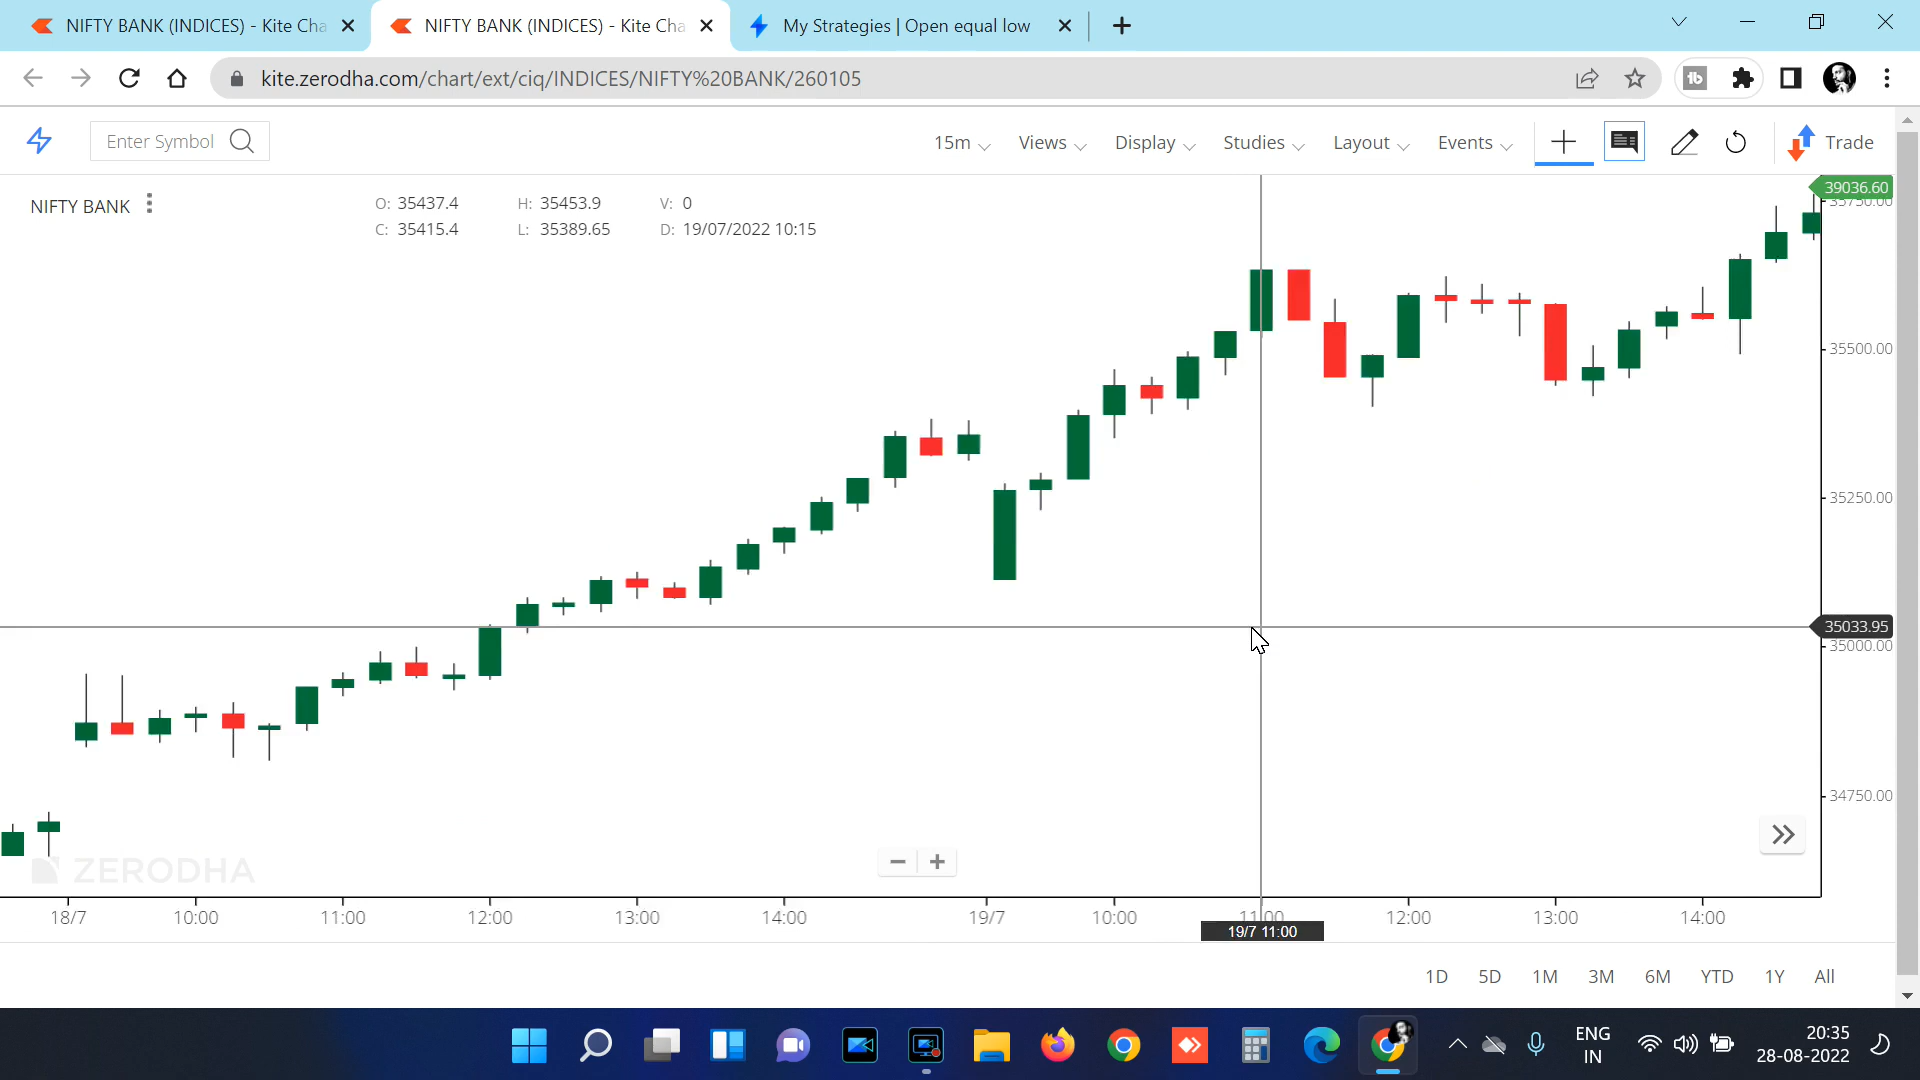 NIFTY BANK (INDICES) - Kite Cha
NIFTY BANK (INDICES) - Kite Cha
My Strategies | Open equal low
kite.zerodha.com/chart/ext/ciq/INDICES/NIFTY%20BANK/260105
Enter Symbol
15m
Views
Display
Studies
Layout
Events
Trade
NIFTY BANK
O: 35437.4 H: 35453.9 V: 0
C: 35415.4 L: 35389.65 D: 19/07/2022 10:15
39036.60
35750.00
35500.00
35250.00
35033.95
35000.00
34750.00
ZERODHA
18/7 10:00 11:00 12:00 13:00 14:00 19/7 10:00 11:00 12:00 13:00 14:00
19/7 11:00
1D 5D 1M 3M 6M YTD 1Y All
ENG
IN
20:35
28-08-2022